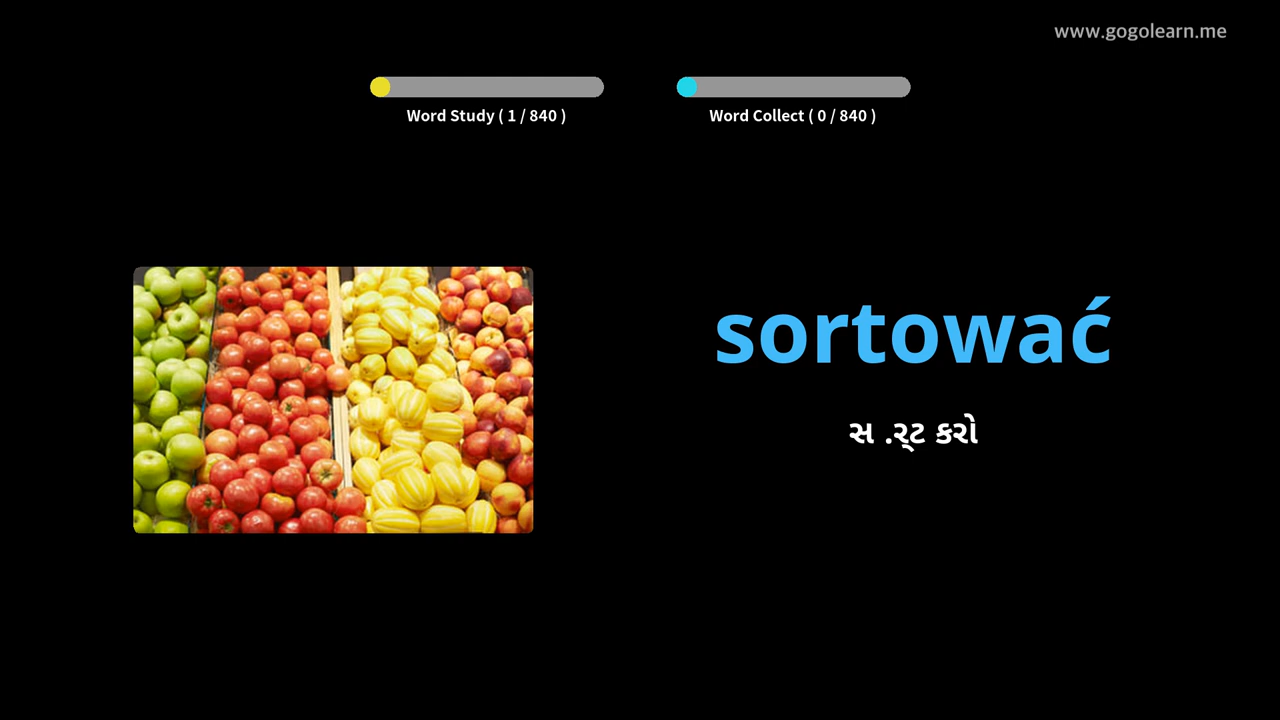 www.gogolearn.me
Word Study ( 1 / 840 )
Word Collect ( 0 / 840 )
sortować
સ .ર્ટ કરો